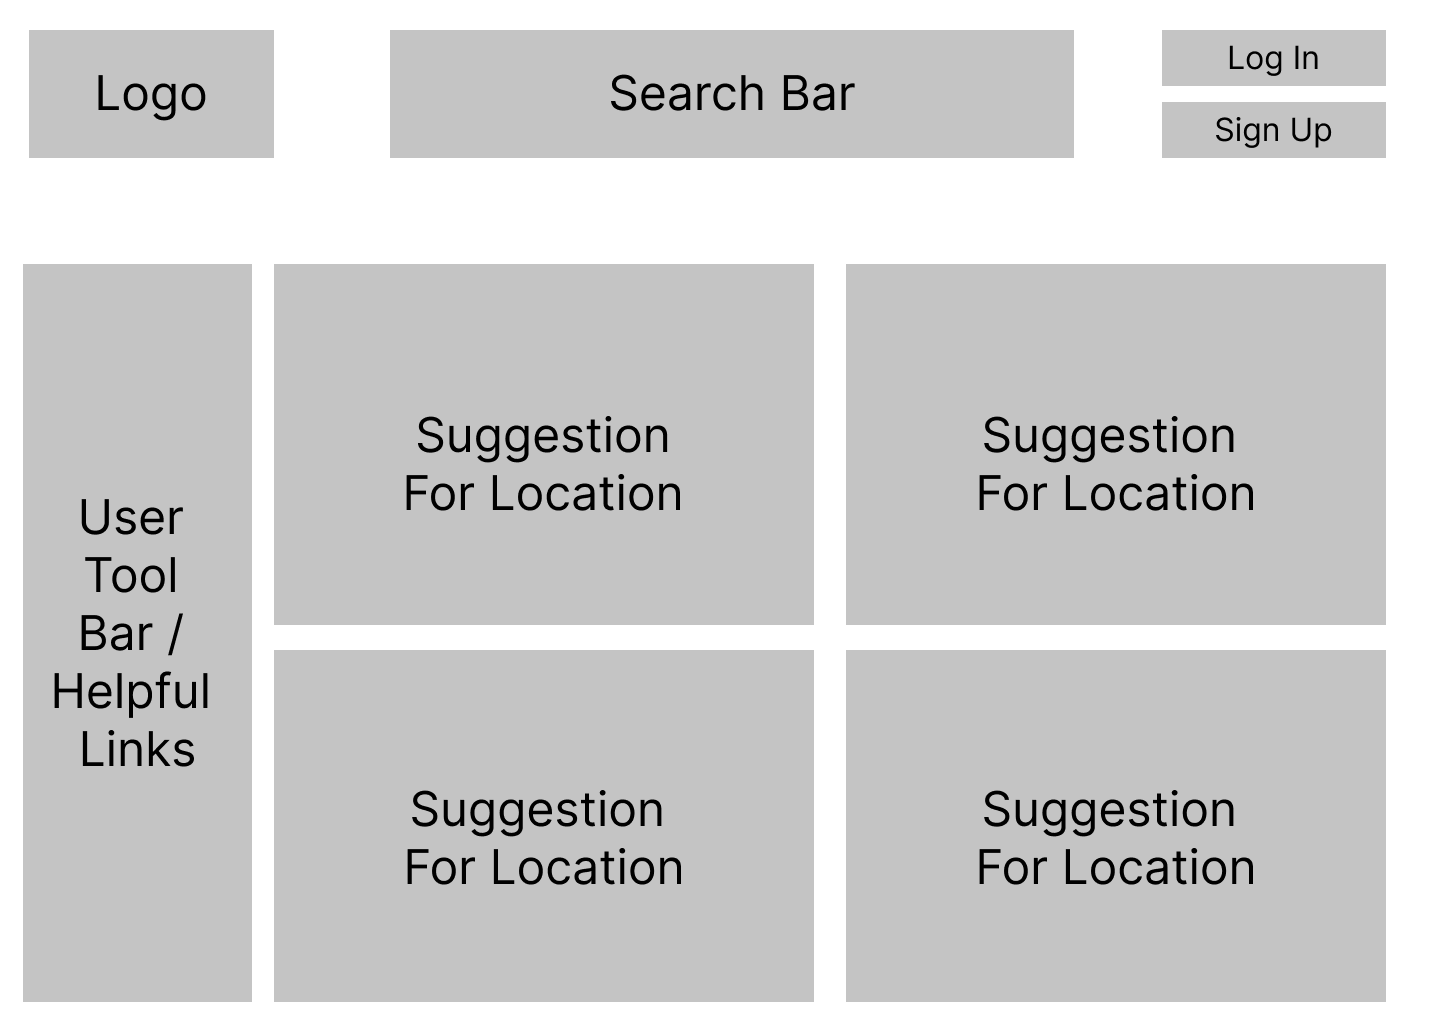 Logo
Search Bar
Log In
Sign Up
User
Tool
Bar /
Helpful
Links
Suggestion
For Location
Suggestion
For Location
Suggestion
For Location
Suggestion
For Location